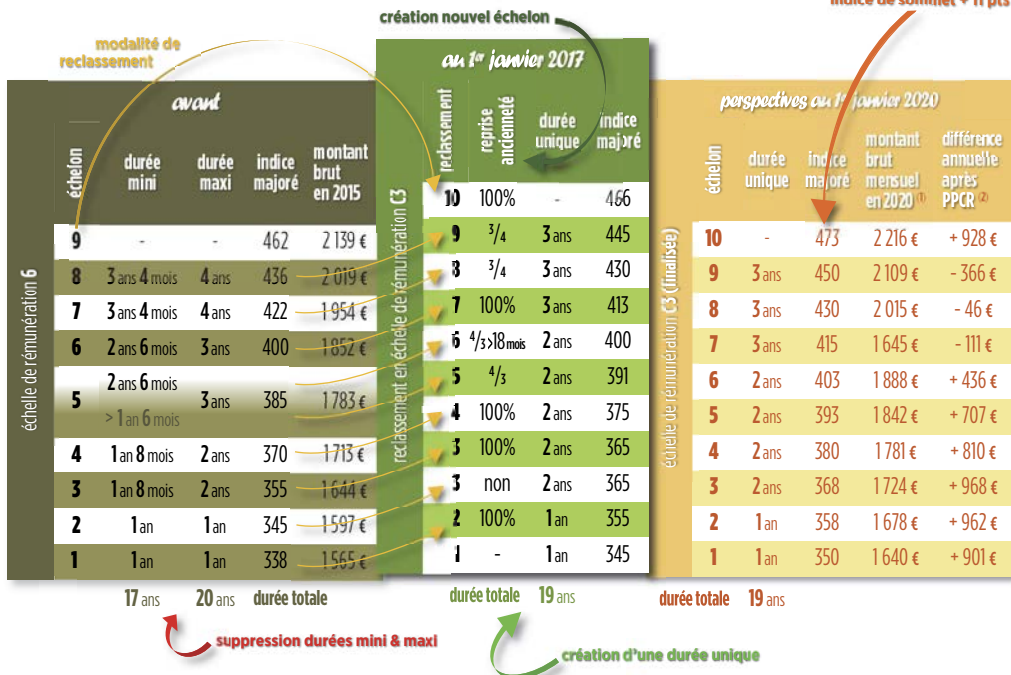 indice de sommet + 11 pts
création nouvel échelon
modalité de
reclassement
avant
échelle de rémunération 6
échelon
durée
mini
durée
maxi
indice
majoré
montant
brut
en 2015
9 - - 462 2 139 €
8 3 ans 4 mois 4 ans 436 2 019 €
7 3 ans 4 mois 4 ans 422 1 954 €
6 2 ans 6 mois 3 ans 400 1 852 €
5 2 ans 6 mois 3 ans 385 1 783 €
> 1 an 6 mois
4 1 an 8 mois 2 ans 370 1 713 €
3 1 an 8 mois 2 ans 355 1 644 €
2 1 an 1 an 345 1 597 €
1 1 an 1 an 338 1 565 €
17 ans 20 ans durée totale
suppression durées mini & maxi
au 1er janvier 2017
reclassement en échelle de rémunération C3
reclassement
reprise
ancienneté
durée
unique
indice
majoré
10 100% - 466
9 3/4 3 ans 445
8 3/4 3 ans 430
7 100% 3 ans 413
6 4/3>18 mois 2 ans 400
5 4/3 2 ans 391
4 100% 2 ans 375
3 100% 2 ans 365
3 non 2 ans 365
2 100% 1 an 355
1 - 1 an 345
durée totale 19 ans
création d'une durée unique
perspectives au 1er janvier 2020
échelle de rémunération C3 (finalisée)
échelon
durée
unique
indice
majoré
montant
brut
mensuel
en 2020 (1)
différence
annuelle
après
PPCR (2)
10 - 473 2 216 € + 928 €
9 3 ans 450 2 109 € - 366 €
8 3 ans 430 2 015 € - 46 €
7 3 ans 415 1 645 € - 111 €
6 2 ans 403 1 888 € + 436 €
5 2 ans 393 1 842 € + 707 €
4 2 ans 380 1 781 € + 810 €
3 2 ans 368 1 724 € + 968 €
2 1 an 358 1 678 € + 962 €
1 1 an 350 1 640 € + 901 €
durée totale 19 ans